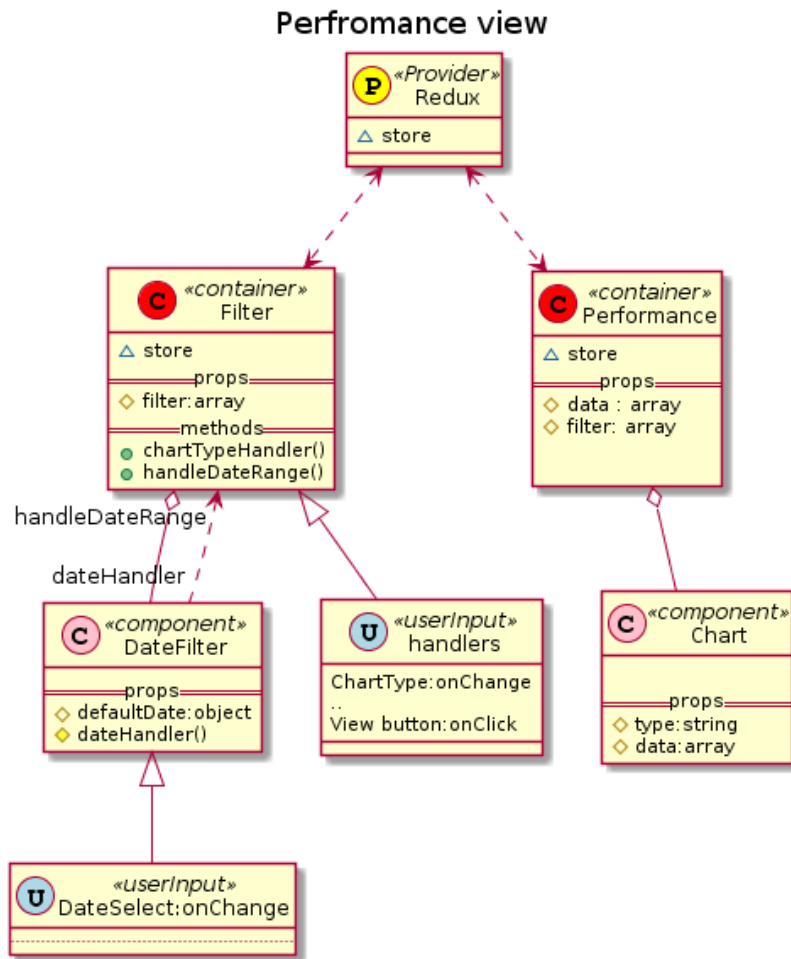 Perfromance view
P «Provider»
Redux
store
C «container»
Filter
store
props
filter:array
methods
chartTypeHandler()
handleDateRange()
C «container»
Performance
store
props
data : array
filter: array
handleDateRange
dateHandler
C «component»
DateFilter
props
defaultDate:object
dateHandler()
U «userInput»
handlers
ChartType:onChange
..
View button:onClick
C «component»
Chart
props
type:string
data:array
U «userInput»
DateSelect:onChange